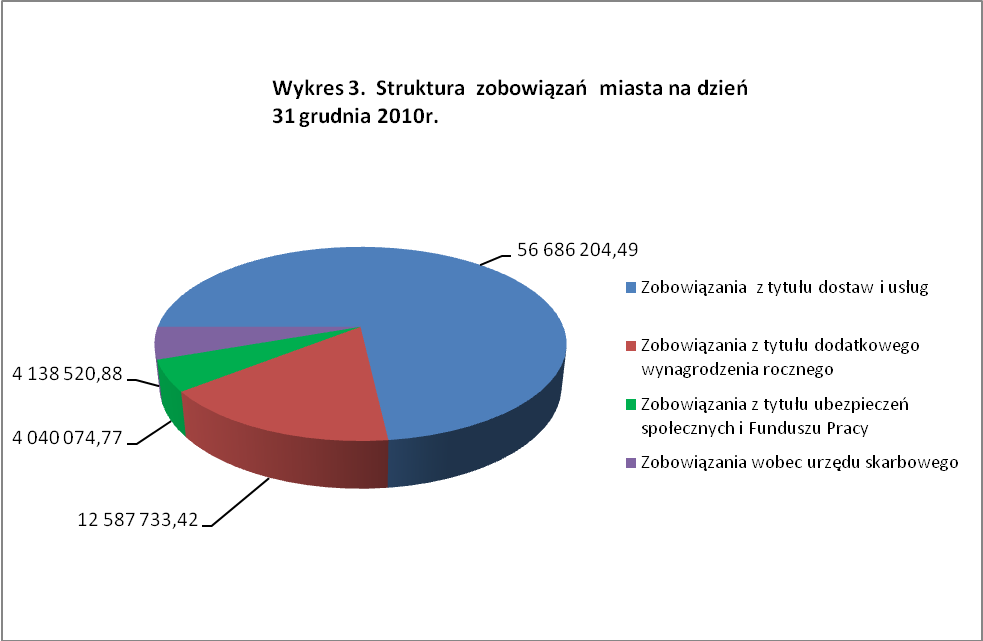 Wykres 3. Struktura zobowiązań miasta na dzień
31 grudnia 2010r.
56 686 204,49
Zobowiązania z tytułu dostaw i usług
Zobowiązania z tytułu dodatkowego
wynagrodzenia rocznego
4 138 520,88
Zobowiązania z tytułu ubezpieczeń
społecznych i Funduszu Pracy
4 040 074,77
Zobowiązania wobec urzędu skarbowego
12 587 733,42